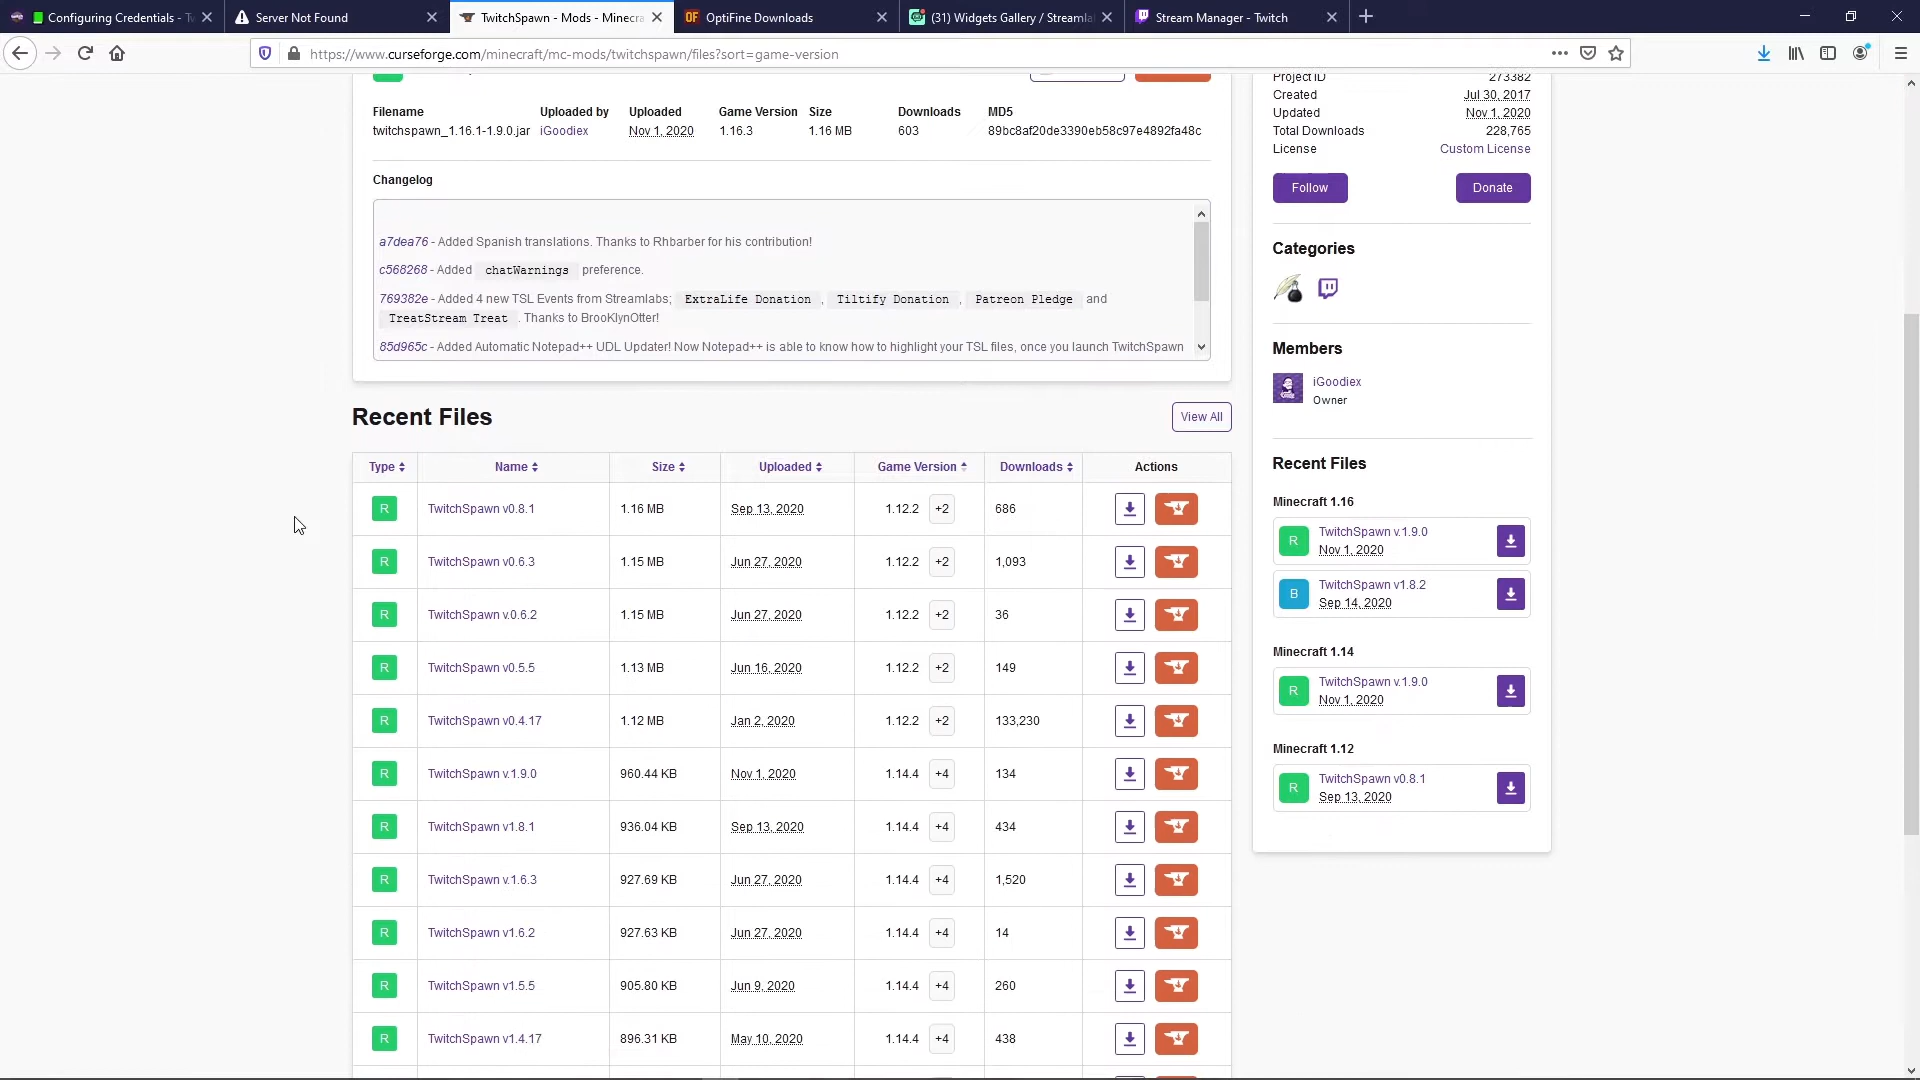 Configuring Credentials - Tw
Server Not Found
TwitchSpawn - Mods - Minecra
OptiFine Downloads
(31) Widgets Gallery / Streamla
Stream Manager - Twitch
https://www.curseforge.com/minecraft/mc-mods/twitchspawn/files?sort=game-version
Filename Uploaded by Uploaded Game Version Size Downloads MD5
twitchspawn_1.16.1-1.9.0.jar iGoodiex Nov 1, 2020 1.16.3 1.16 MB 603 89bc8af20de3390eb58c97e4892fa48c
Changelog
a7dea76 - Added Spanish translations. Thanks to Rhbarber for his contribution!
c568268 - Added chatWarnings preference.
769382e - Added 4 new TSL Events from Streamlabs; ExtraLife Donation , Tiltify Donation , Patreon Pledge and
TreatStream Treat . Thanks to BrooKlynOtter!
85d965c - Added Automatic Notepad++ UDL Updater! Now Notepad++ is able to know how to highlight your TSL files, once you launch TwitchSpawn
Recent Files View All
Type Name Size Uploaded Game Version Downloads Actions
R TwitchSpawn v0.8.1 1.16 MB Sep 13, 2020 1.12.2 +2 686
R TwitchSpawn v0.6.3 1.15 MB Jun 27, 2020 1.12.2 +2 1,093
R TwitchSpawn v.0.6.2 1.15 MB Jun 27, 2020 1.12.2 +2 36
R TwitchSpawn v0.5.5 1.13 MB Jun 16, 2020 1.12.2 +2 149
R TwitchSpawn v0.4.17 1.12 MB Jan 2, 2020 1.12.2 +2 133,230
R TwitchSpawn v.1.9.0 960.44 KB Nov 1, 2020 1.14.4 +4 134
R TwitchSpawn v1.8.1 936.04 KB Sep 13, 2020 1.14.4 +4 434
R TwitchSpawn v.1.6.3 927.69 KB Jun 27, 2020 1.14.4 +4 1,520
R TwitchSpawn v1.6.2 927.63 KB Jun 27, 2020 1.14.4 +4 14
R TwitchSpawn v1.5.5 905.80 KB Jun 9, 2020 1.14.4 +4 260
R TwitchSpawn v1.4.17 896.31 KB May 10, 2020 1.14.4 +4 438
Project ID 273382
Created Jul 30, 2017
Updated Nov 1, 2020
Total Downloads 228,765
License Custom License
Follow Donate
Categories
Members
iGoodiex
Owner
Recent Files
Minecraft 1.16
R TwitchSpawn v.1.9.0
Nov 1, 2020
B TwitchSpawn v1.8.2
Sep 14, 2020
Minecraft 1.14
R TwitchSpawn v.1.9.0
Nov 1, 2020
Minecraft 1.12
R TwitchSpawn v0.8.1
Sep 13, 2020